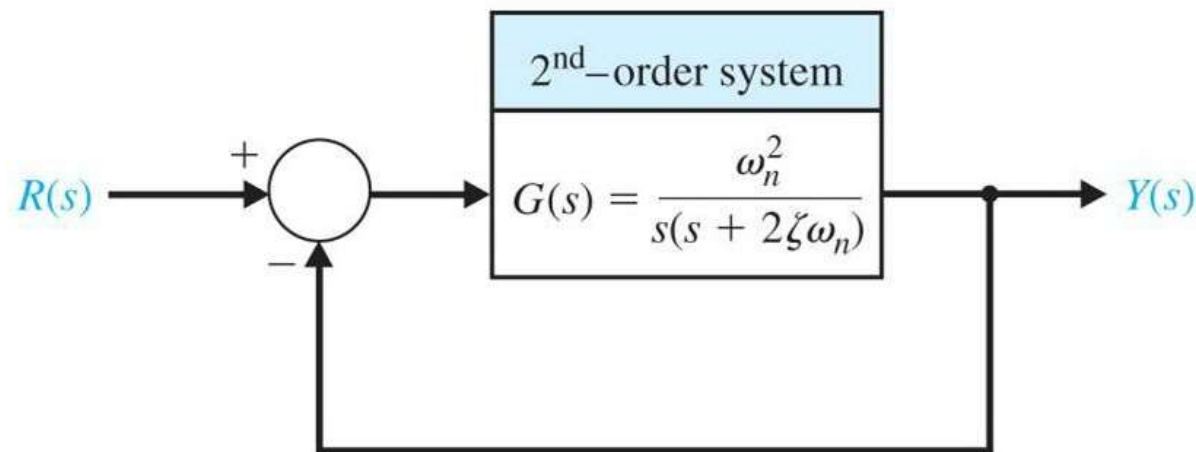 2nd–order system
R(s)
+
−
G(s) = ωn² / s(s + 2ζωn)
Y(s)